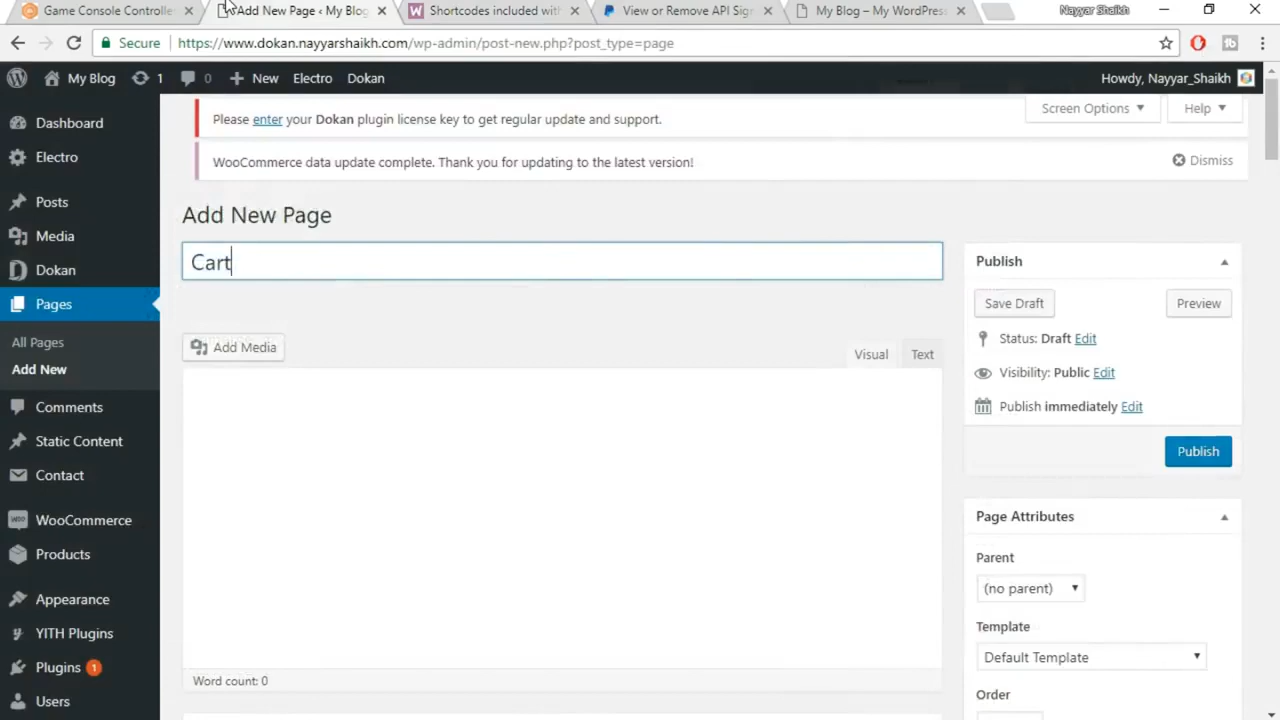 Game Console Controlle
Add New Page ‹ My Blog
Shortcodes included with
View or Remove API Sig
My Blog – My WordPress
Nayyar Shaikh
Secure
https://www.dokan.nayyarshaikh.com/wp-admin/post-new.php?post_type=page
My Blog
1
0
New
Electro
Dokan
Howdy, Nayyar_Shaikh
Dashboard
Electro
Posts
Media
Dokan
Pages
All Pages
Add New
Comments
Static Content
Contact
WooCommerce
Products
Appearance
YITH Plugins
Plugins 1
Users
Please enter your Dokan plugin license key to get regular update and support.
Screen Options
Help
WooCommerce data update complete. Thank you for updating to the latest version!
Dismiss
Add New Page
Cart
Add Media
Visual
Text
Word count: 0
Publish
Save Draft
Preview
Status: Draft Edit
Visibility: Public Edit
Publish immediately Edit
Publish
Page Attributes
Parent
(no parent)
Template
Default Template
Order